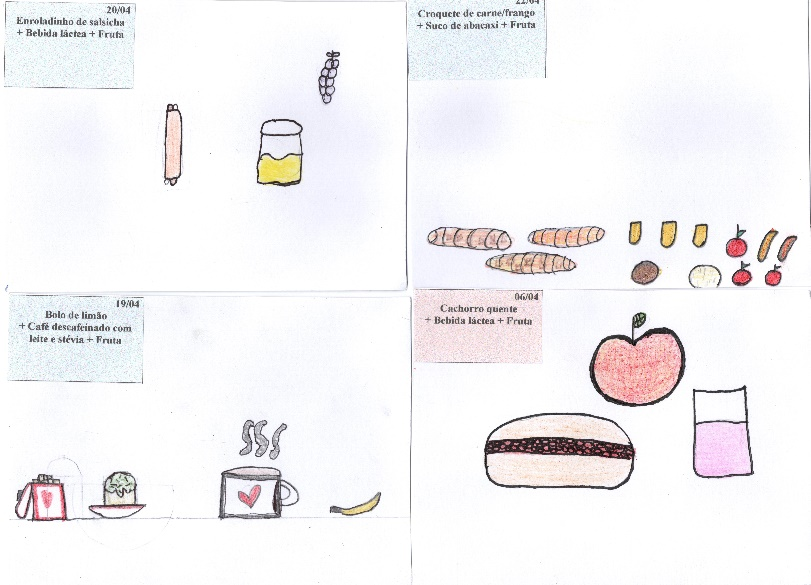 20/04
Enroladinho de salsicha
+ Bebida láctea + Fruta
22/04
Croquete de carne/frango
+ Suco de abacaxi + Fruta
19/04
Bolo de limão
+ Café descafeinado com
leite e stévia + Fruta
06/04
Cachorro quente
+ Bebida láctea + Fruta